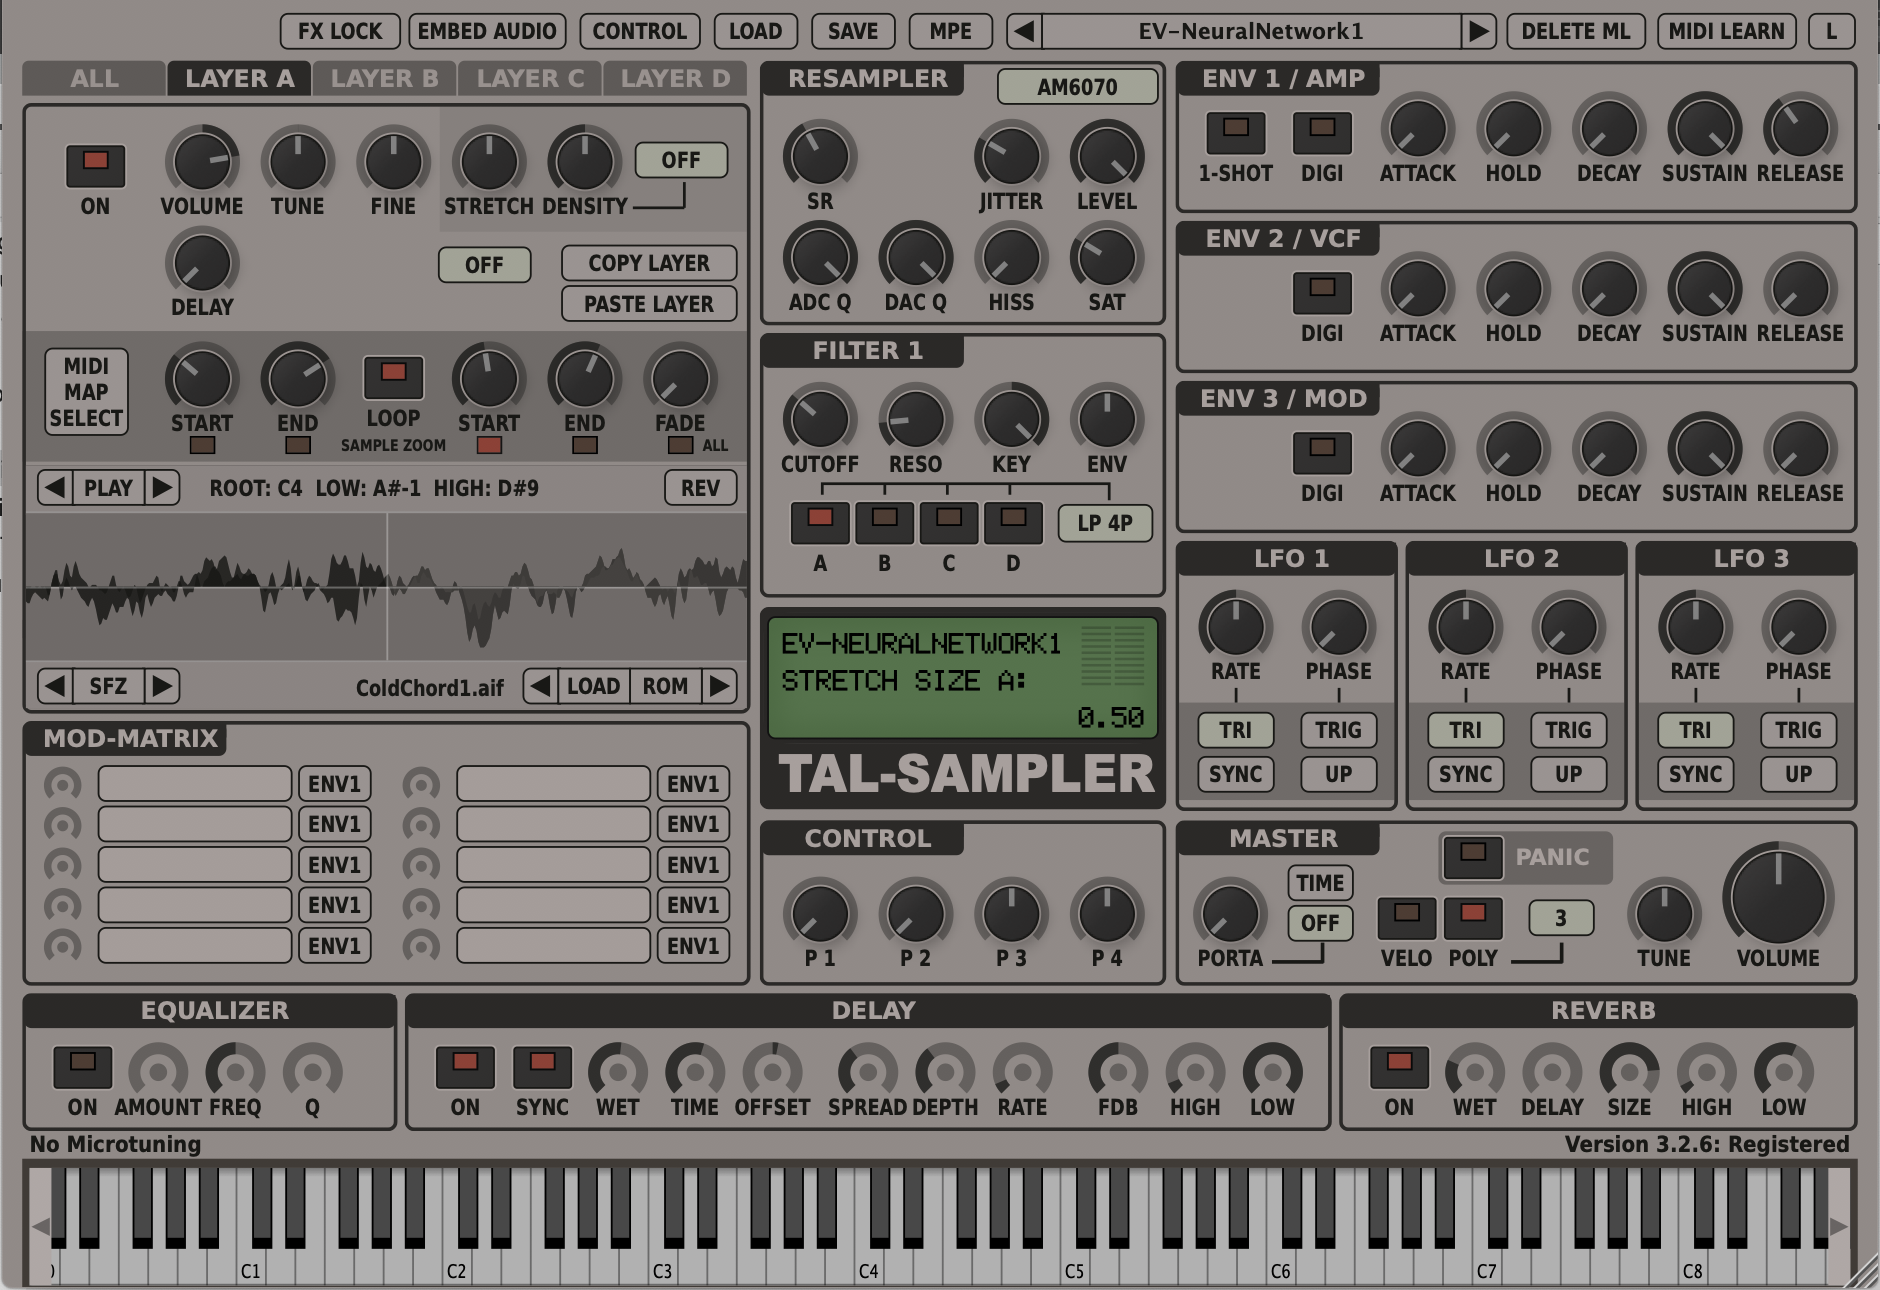 FX LOCK EMBED AUDIO CONTROL LOAD SAVE MPE EV-NeuralNetwork1 DELETE ML MIDI LEARN L
ALL LAYER A LAYER B LAYER C LAYER D
ON VOLUME TUNE FINE STRETCH DENSITY OFF
DELAY OFF COPY LAYER
PASTE LAYER
MIDI
MAP
SELECT
START END LOOP START END FADE
SAMPLE ZOOM ALL
PLAY ROOT: C4 LOW: A#-1 HIGH: D#9 REV
SFZ ColdChord1.aif LOAD ROM
MOD-MATRIX
ENV1 ENV1
ENV1 ENV1
ENV1 ENV1
ENV1 ENV1
ENV1 ENV1
RESAMPLER AM6070
SR JITTER LEVEL
ADC Q DAC Q HISS SAT
FILTER 1
CUTOFF RESO KEY ENV
LP 4P
A B C D
EV-NEURALNETWORK1
STRETCH SIZE A:
0.50
TAL-SAMPLER
CONTROL
P 1 P 2 P 3 P 4
ENV 1 / AMP
1-SHOT DIGI ATTACK HOLD DECAY SUSTAIN RELEASE
ENV 2 / VCF
DIGI ATTACK HOLD DECAY SUSTAIN RELEASE
ENV 3 / MOD
DIGI ATTACK HOLD DECAY SUSTAIN RELEASE
LFO 1 LFO 2 LFO 3
RATE PHASE RATE PHASE RATE PHASE
TRI TRIG TRI TRIG TRI TRIG
SYNC UP SYNC UP SYNC UP
MASTER PANIC
TIME
OFF 3
PORTA VELO POLY TUNE VOLUME
EQUALIZER
ON AMOUNT FREQ Q
DELAY
ON SYNC WET TIME OFFSET SPREAD DEPTH RATE FDB HIGH LOW
REVERB
ON WET DELAY SIZE HIGH LOW
No Microtuning Version 3.2.6: Registered
C1 C2 C3 C4 C5 C6 C7 C8